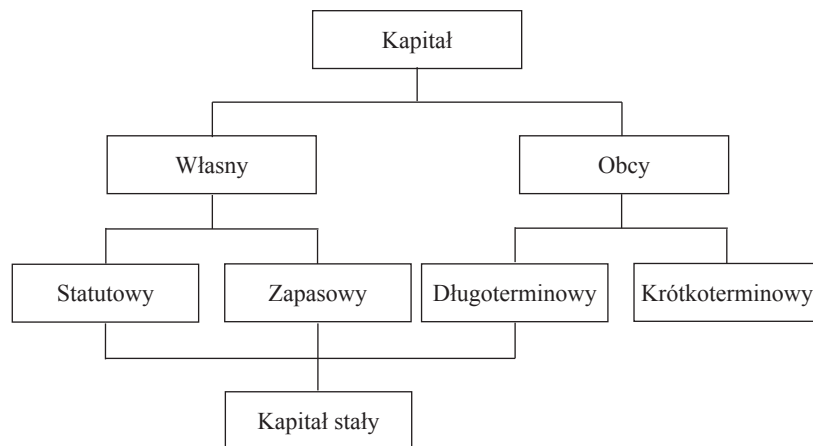 Kapitał
Własny
Obcy
Statutowy
Zapasowy
Długoterminowy
Krótkoterminowy
Kapitał stały